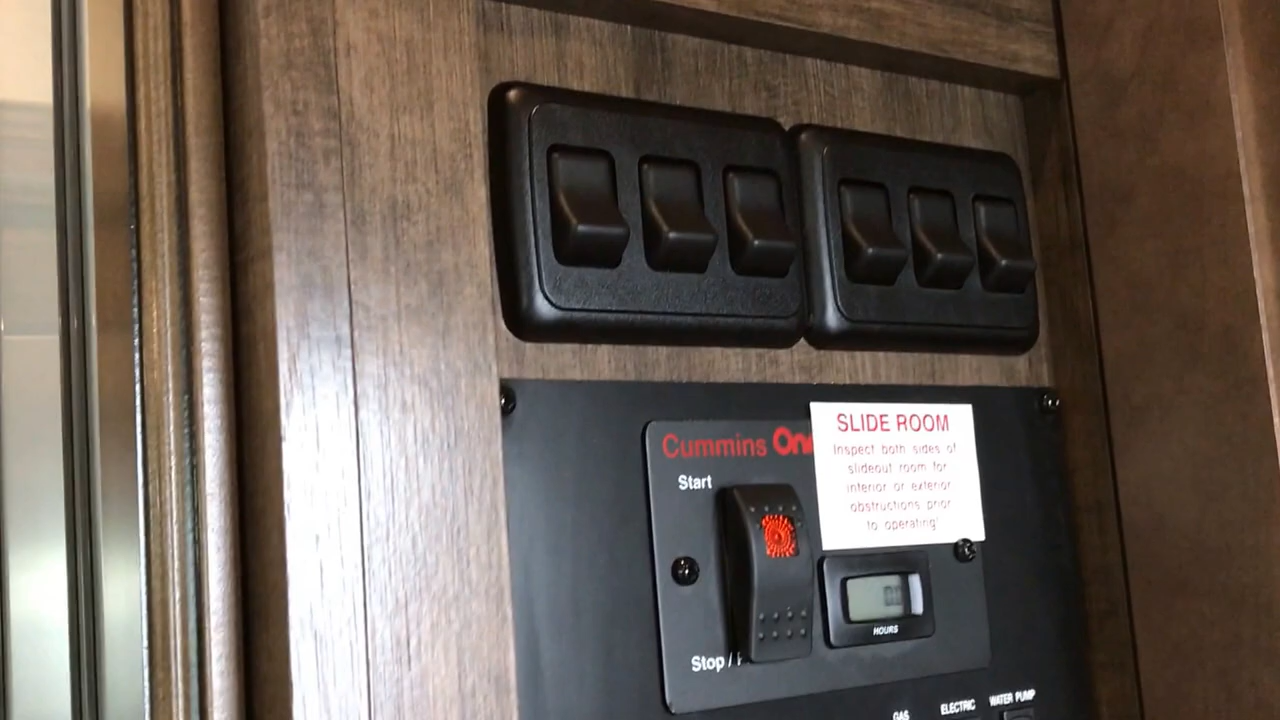 Cummins
SLIDE ROOM
Inspect both sides of
slideout room for
interior or exterior
obstructions prior
to operating
Start
HOURS
Stop /
GAS
ELECTRIC
WATER PUMP